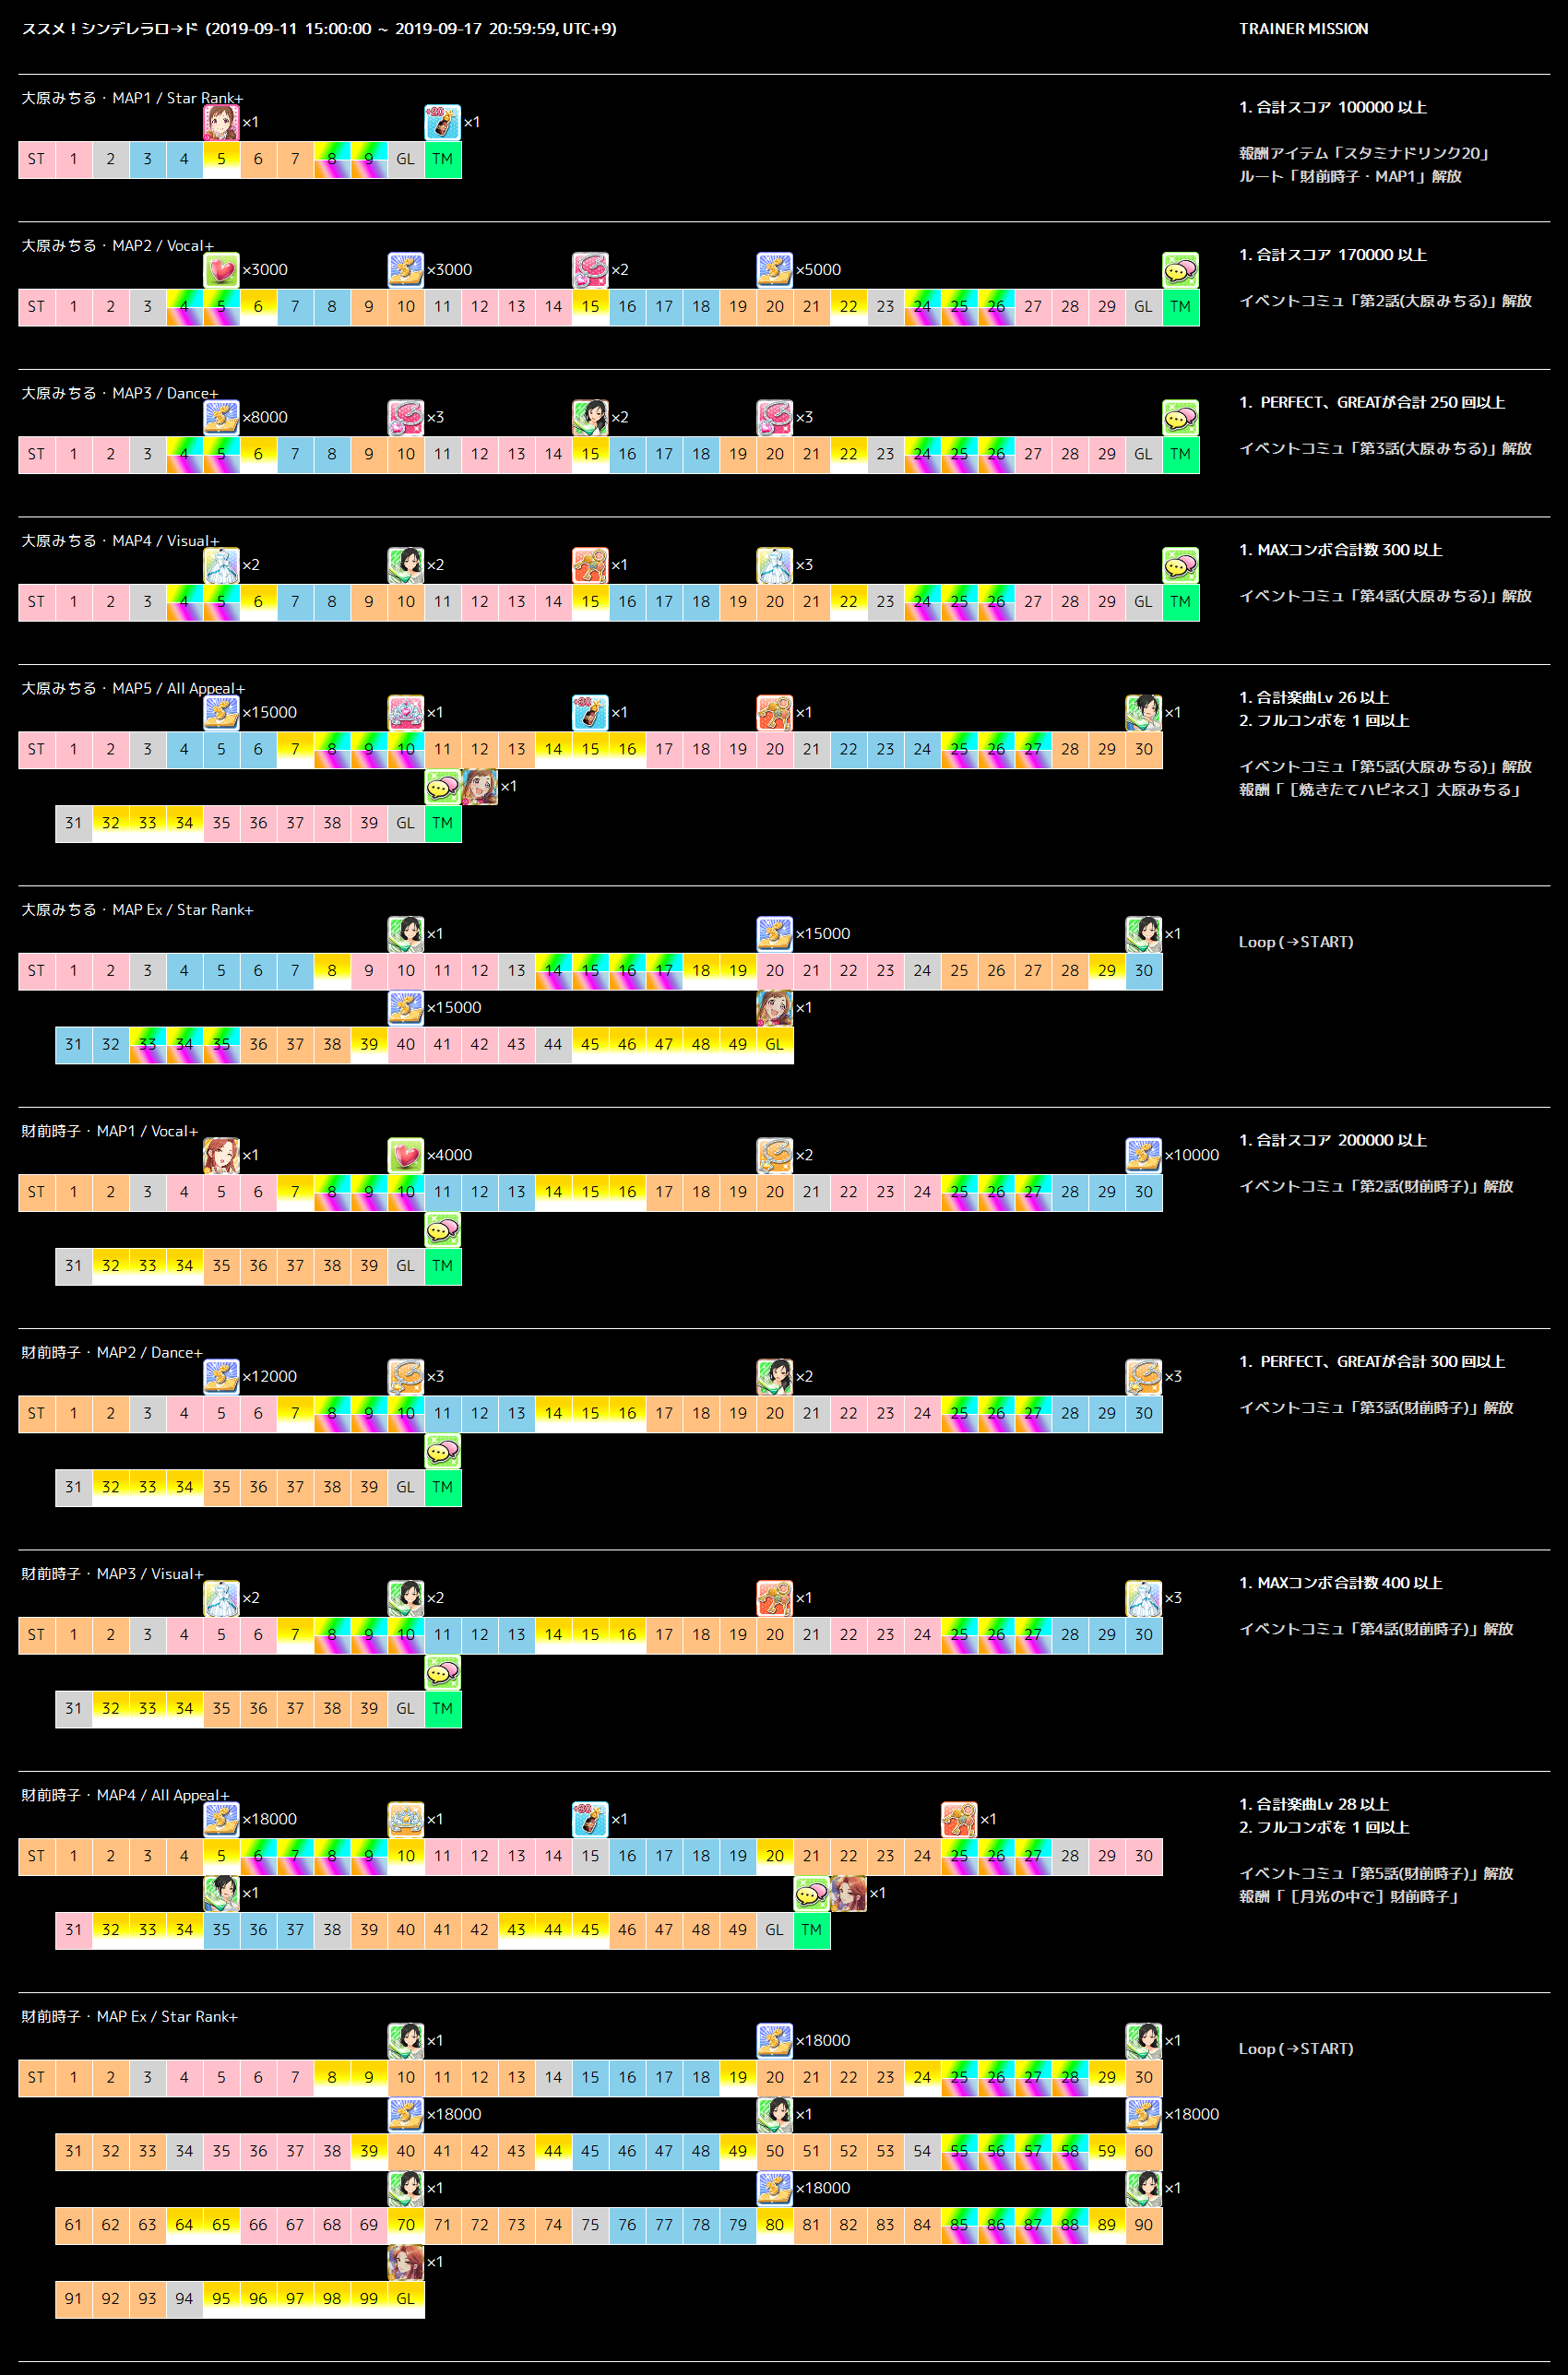 ススメ！シンデレラロード (2019-09-11 15:00:00 ~ 2019-09-17 20:59:59, UTC+9)
TRAINER MISSION
大原みちる・MAP1 / Star Rank+
×1 ×1
ST 1 2 3 4 5 6 7 8 9 GL TM
1. 合計スコア 100000 以上
報酬アイテム「スタミナドリンク20」
ルート「財前時子・MAP1」解放
大原みちる・MAP2 / Vocal+
×3000 ×3000 ×2 ×5000
ST 1 2 3 4 5 6 7 8 9 10 11 12 13 14 15 16 17 18 19 20 21 22 23 24 25 26 27 28 29 GL TM
1. 合計スコア 170000 以上
イベントコミュ「第2話(大原みちる)」解放
大原みちる・MAP3 / Dance+
×8000 ×3 ×2 ×3
ST 1 2 3 4 5 6 7 8 9 10 11 12 13 14 15 16 17 18 19 20 21 22 23 24 25 26 27 28 29 GL TM
1. PERFECT、GREATが合計 250 回以上
イベントコミュ「第3話(大原みちる)」解放
大原みちる・MAP4 / Visual+
×2 ×2 ×1 ×3
ST 1 2 3 4 5 6 7 8 9 10 11 12 13 14 15 16 17 18 19 20 21 22 23 24 25 26 27 28 29 GL TM
1. MAXコンボ合計数 300 以上
イベントコミュ「第4話(大原みちる)」解放
大原みちる・MAP5 / All Appeal+
×15000 ×1 ×1 ×1 ×1
ST 1 2 3 4 5 6 7 8 9 10 11 12 13 14 15 16 17 18 19 20 21 22 23 24 25 26 27 28 29 30
×1
31 32 33 34 35 36 37 38 39 GL TM
1. 合計楽曲Lv 26 以上
2. フルコンボを 1 回以上
イベントコミュ「第5話(大原みちる)」解放
報酬「［焼きたてハピネス］大原みちる」
大原みちる・MAP Ex / Star Rank+
×1 ×15000 ×1
ST 1 2 3 4 5 6 7 8 9 10 11 12 13 14 15 16 17 18 19 20 21 22 23 24 25 26 27 28 29 30
×15000 ×1
31 32 33 34 35 36 37 38 39 40 41 42 43 44 45 46 47 48 49 GL
Loop (→START)
財前時子・MAP1 / Vocal+
×1 ×4000 ×2 ×10000
ST 1 2 3 4 5 6 7 8 9 10 11 12 13 14 15 16 17 18 19 20 21 22 23 24 25 26 27 28 29 30
31 32 33 34 35 36 37 38 39 GL TM
1. 合計スコア 200000 以上
イベントコミュ「第2話(財前時子)」解放
財前時子・MAP2 / Dance+
×12000 ×3 ×2 ×3
ST 1 2 3 4 5 6 7 8 9 10 11 12 13 14 15 16 17 18 19 20 21 22 23 24 25 26 27 28 29 30
31 32 33 34 35 36 37 38 39 GL TM
1. PERFECT、GREATが合計 300 回以上
イベントコミュ「第3話(財前時子)」解放
財前時子・MAP3 / Visual+
×2 ×2 ×1 ×3
ST 1 2 3 4 5 6 7 8 9 10 11 12 13 14 15 16 17 18 19 20 21 22 23 24 25 26 27 28 29 30
31 32 33 34 35 36 37 38 39 GL TM
1. MAXコンボ合計数 400 以上
イベントコミュ「第4話(財前時子)」解放
財前時子・MAP4 / All Appeal+
×18000 ×1 ×1 ×1
ST 1 2 3 4 5 6 7 8 9 10 11 12 13 14 15 16 17 18 19 20 21 22 23 24 25 26 27 28 29 30
×1 ×1
31 32 33 34 35 36 37 38 39 40 41 42 43 44 45 46 47 48 49 GL TM
1. 合計楽曲Lv 28 以上
2. フルコンボを 1 回以上
イベントコミュ「第5話(財前時子)」解放
報酬「［月光の中で］財前時子」
財前時子・MAP Ex / Star Rank+
×1 ×18000 ×1
ST 1 2 3 4 5 6 7 8 9 10 11 12 13 14 15 16 17 18 19 20 21 22 23 24 25 26 27 28 29 30
×18000 ×1 ×18000
31 32 33 34 35 36 37 38 39 40 41 42 43 44 45 46 47 48 49 50 51 52 53 54 55 56 57 58 59 60
×1 ×18000 ×1
61 62 63 64 65 66 67 68 69 70 71 72 73 74 75 76 77 78 79 80 81 82 83 84 85 86 87 88 89 90
×1
91 92 93 94 95 96 97 98 99 GL
Loop (→START)